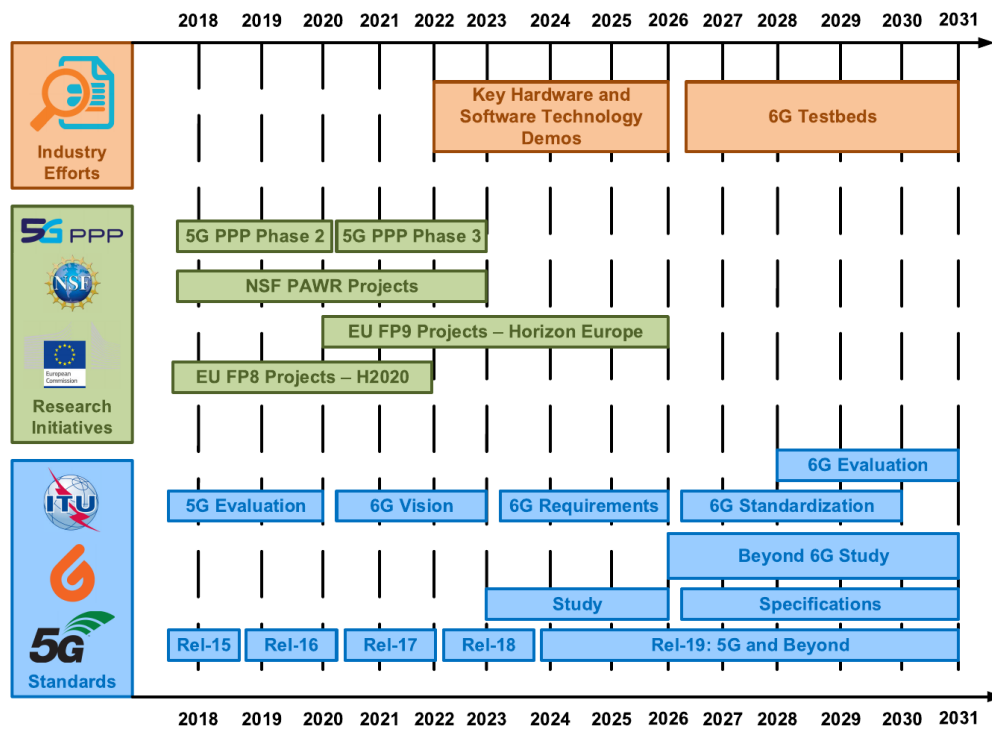 2018 2019 2020 2021 2022 2023 2024 2025 2026 2027 2028 2029 2030 2031
Industry
Efforts
Key Hardware and
Software Technology
Demos
6G Testbeds
5G PPP
NSF
European
Commission
Research
Initiatives
5G PPP Phase 2
5G PPP Phase 3
NSF PAWR Projects
EU FP9 Projects – Horizon Europe
EU FP8 Projects – H2020
ITU
5G
Standards
6G Evaluation
5G Evaluation
6G Vision
6G Requirements
6G Standardization
Beyond 6G Study
Study
Specifications
Rel-15
Rel-16
Rel-17
Rel-18
Rel-19: 5G and Beyond
2018 2019 2020 2021 2022 2023 2024 2025 2026 2027 2028 2029 2030 2031